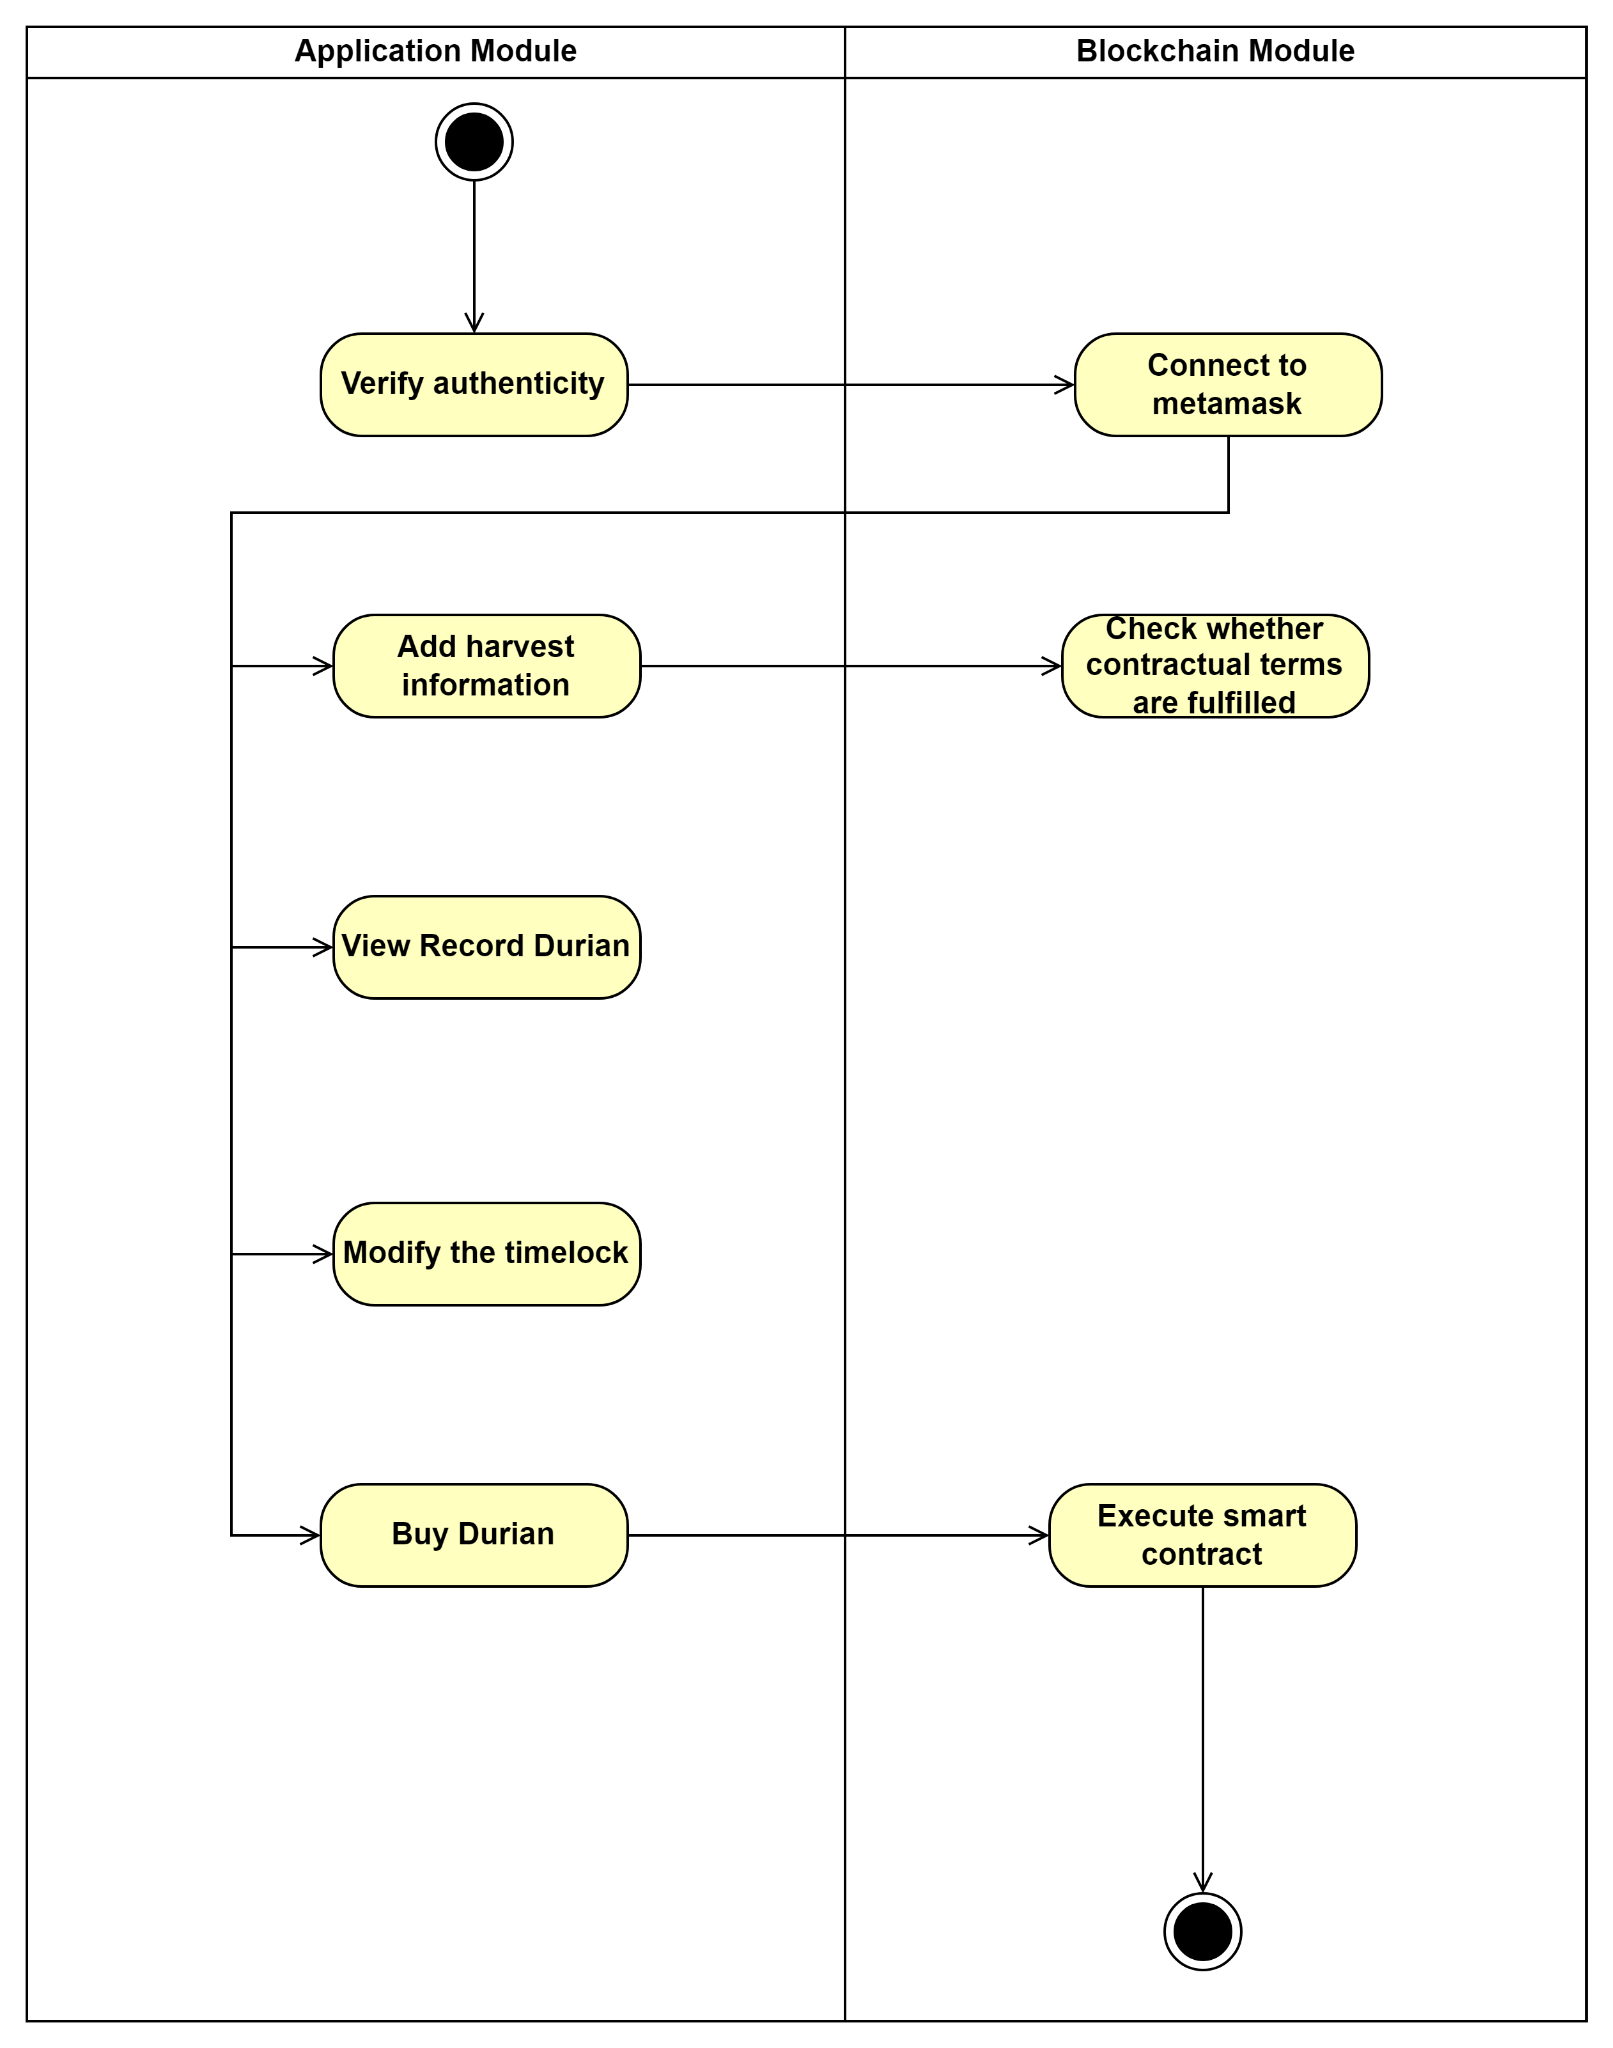 Application Module
Blockchain Module
Verify authenticity
Connect to
metamask
Add harvest
information
Check whether
contractual terms
are fulfilled
View Record Durian
Modify the timelock
Buy Durian
Execute smart
contract